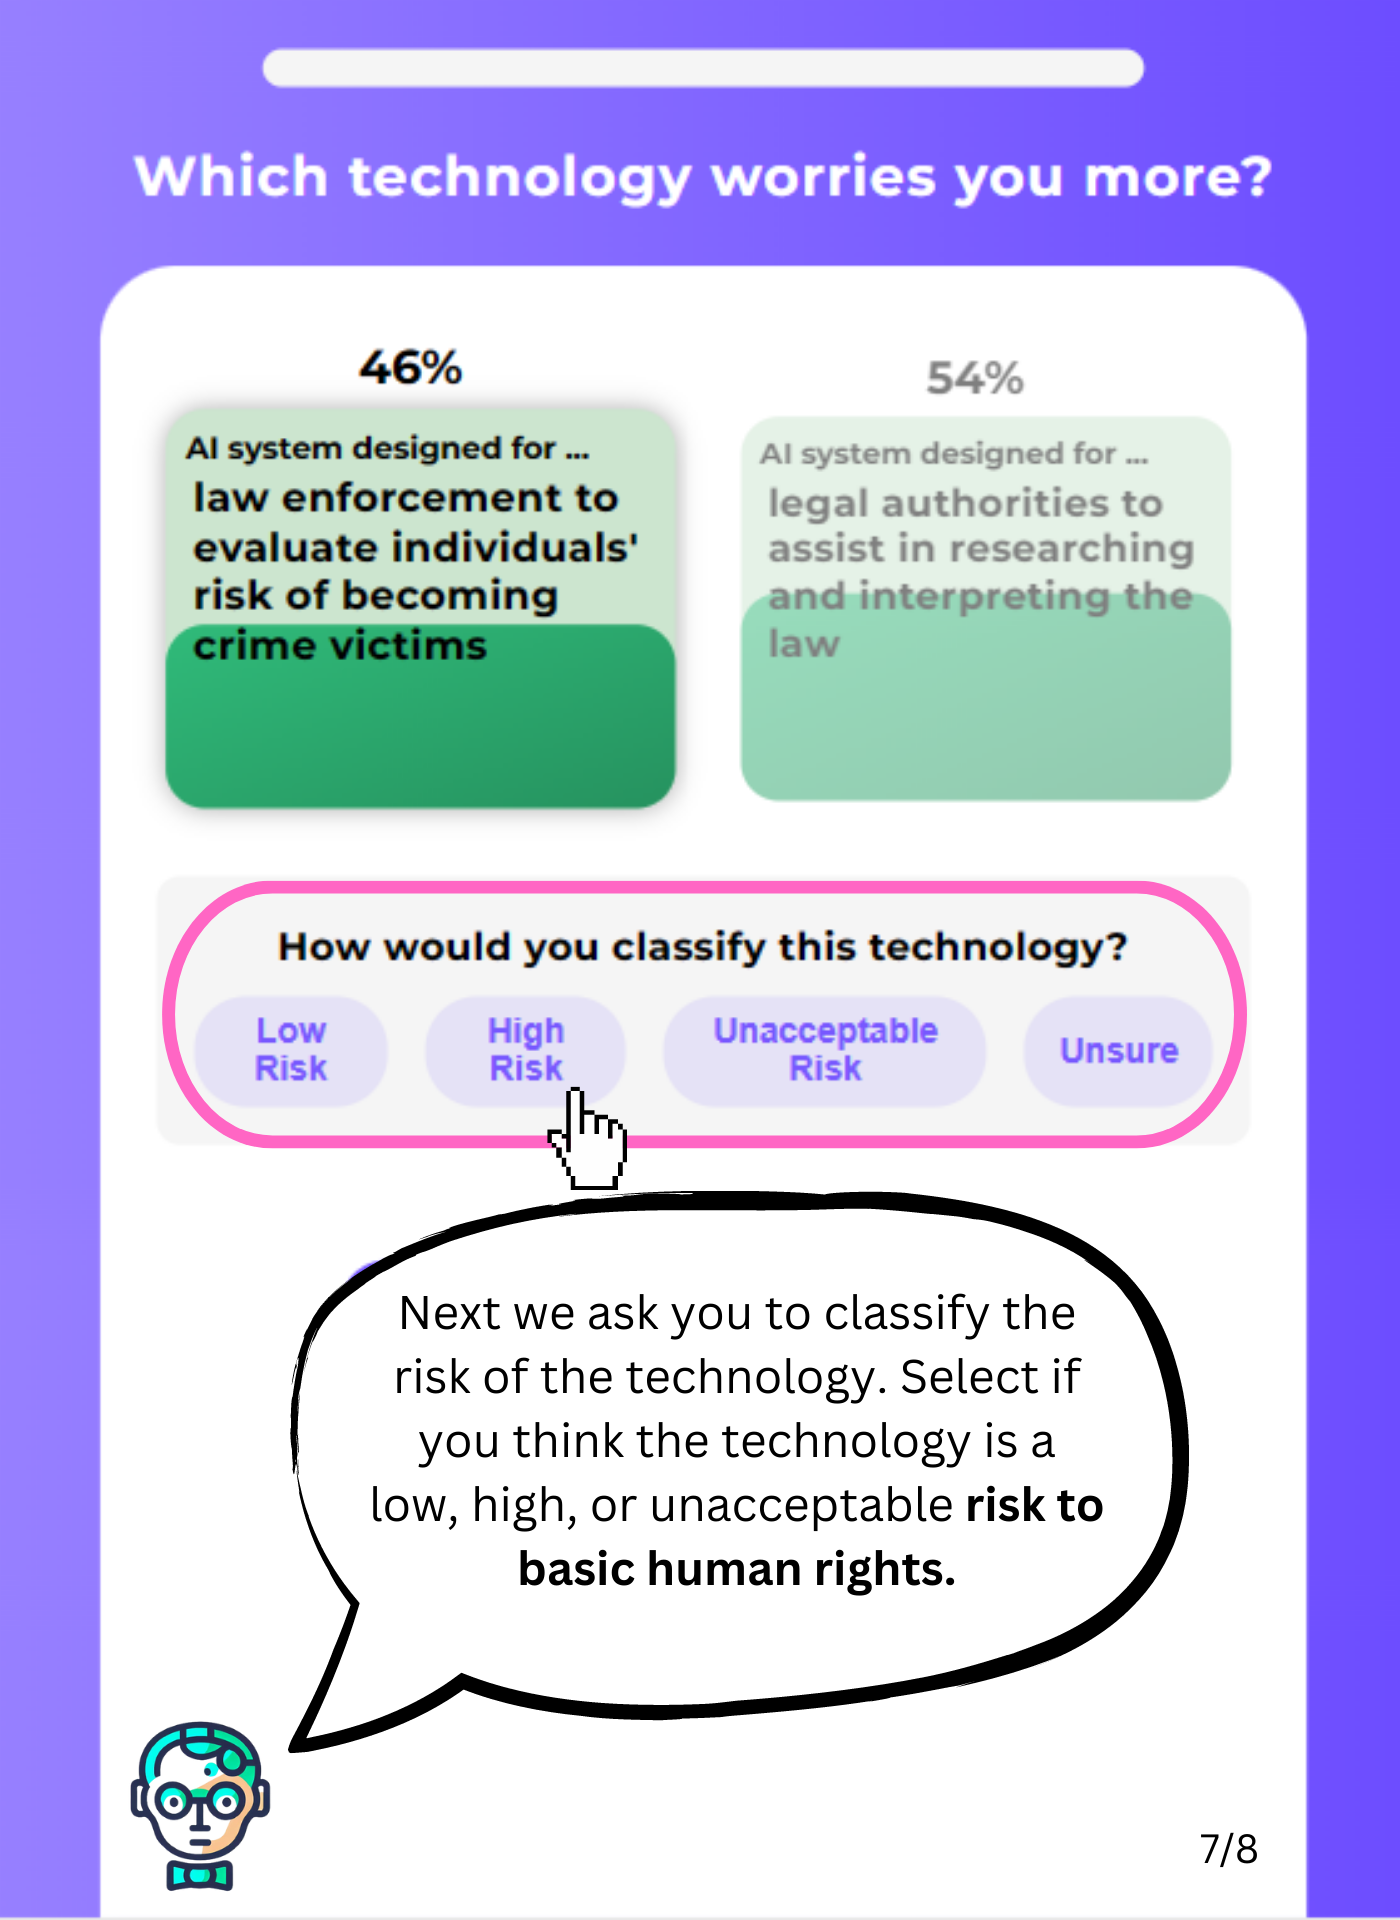 Which technology worries you more?
46%
AI system designed for ...
law enforcement to
evaluate individuals'
risk of becoming
crime victims
54%
AI system designed for ...
legal authorities to
assist in researching
and interpreting the
law
How would you classify this technology?
Low
Risk
High
Risk
Unacceptable
Risk
Unsure
Next we ask you to classify the
risk of the technology. Select if
you think the technology is a
low, high, or unacceptable risk to
basic human rights.
7/8